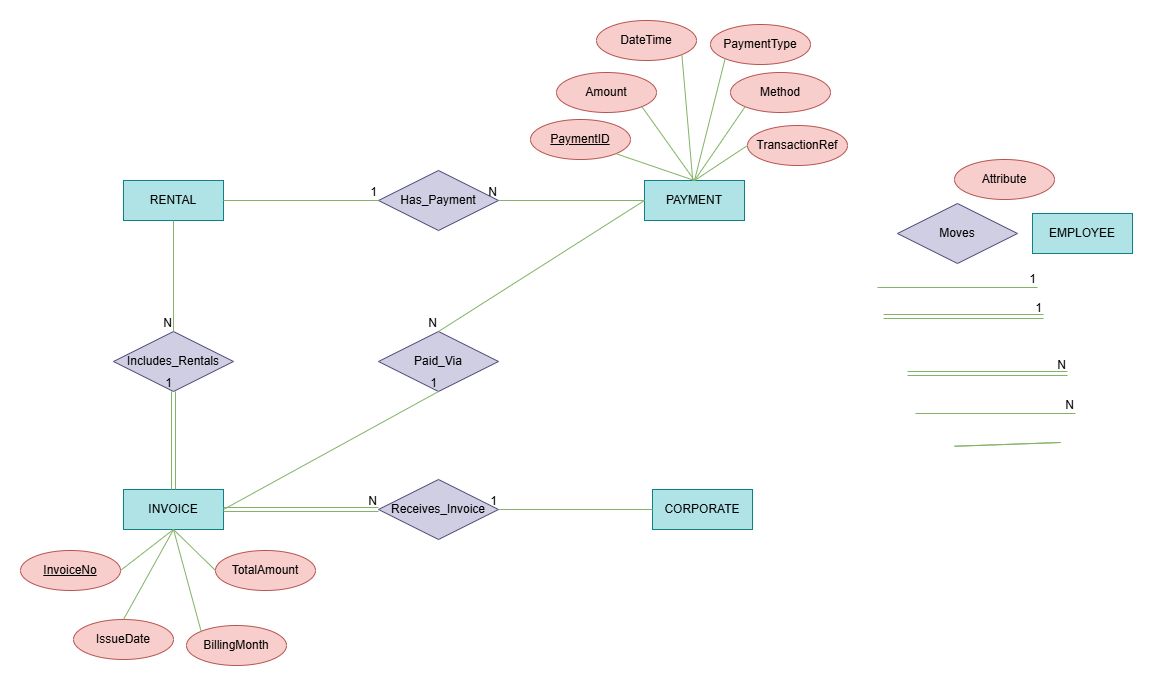 DateTime
PaymentType
Amount
Method
PaymentID
TransactionRef
Attribute
RENTAL
1
Has_Payment
N
PAYMENT
Moves
EMPLOYEE
1
1
N
N
Includes_Rentals
1
N
Paid_Via
1
N
N
INVOICE
N
Receives_Invoice
1
CORPORATE
InvoiceNo
TotalAmount
IssueDate
BillingMonth